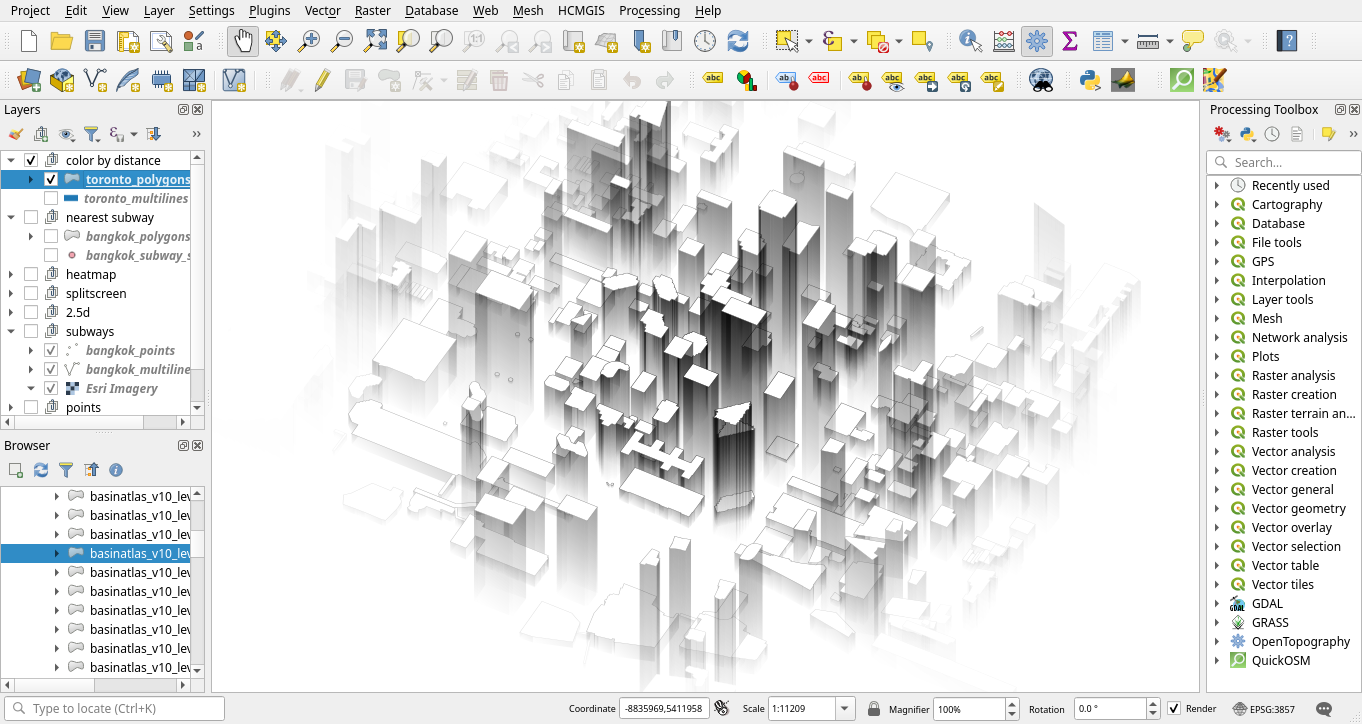 Project Edit View Layer Settings Plugins Vector Raster Database Web Mesh HCMGIS Processing Help
1:1
abc abc abc ab abc abc abc abc
Layers
color by distance
toronto_polygons
toronto_multilines
nearest subway
bangkok_polygons
bangkok_subway_s
heatmap
splitscreen
2.5d
subways
bangkok_points
bangkok_multiline
Esri Imagery
points
Browser
basinatlas_v10_lev
basinatlas_v10_lev
basinatlas_v10_lev
basinatlas_v10_lev
basinatlas_v10_lev
basinatlas_v10_lev
basinatlas_v10_lev
basinatlas_v10_lev
basinatlas_v10_lev
basinatlas_v10_lev
Processing Toolbox
Search...
Recently used
Cartography
Database
File tools
GPS
Interpolation
Layer tools
Mesh
Network analysis
Plots
Raster analysis
Raster creation
Raster terrain an...
Raster tools
Vector analysis
Vector creation
Vector general
Vector geometry
Vector overlay
Vector selection
Vector table
Vector tiles
GDAL
GRASS
OpenTopography
QuickOSM
Type to locate (Ctrl+K) Coordinate -8835969,5411958 Scale 1:11209 Magnifier 100% Rotation 0.0 ° Render EPSG:3857